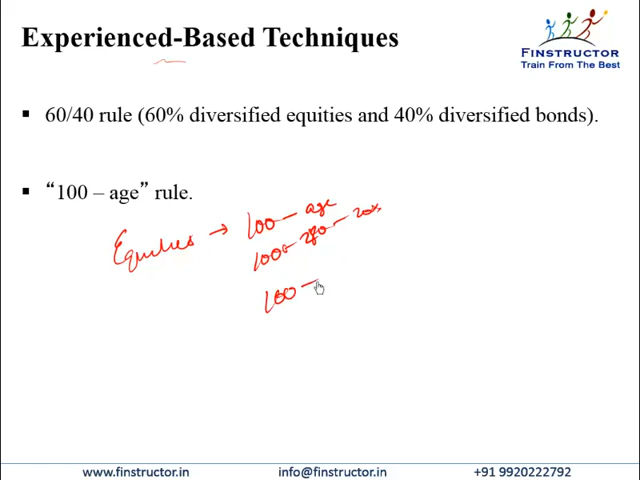 Experienced-Based Techniques
FINSTRUCTOR
TRAIN FROM THE BEST
▪ 60/40 rule (60% diversified equities and 40% diversified bonds).
▪ “100 – age” rule.
Equities → 100 – age
100 – – 20%
100 –
www.finstructor.in info@finstructor.in +91 9920222792